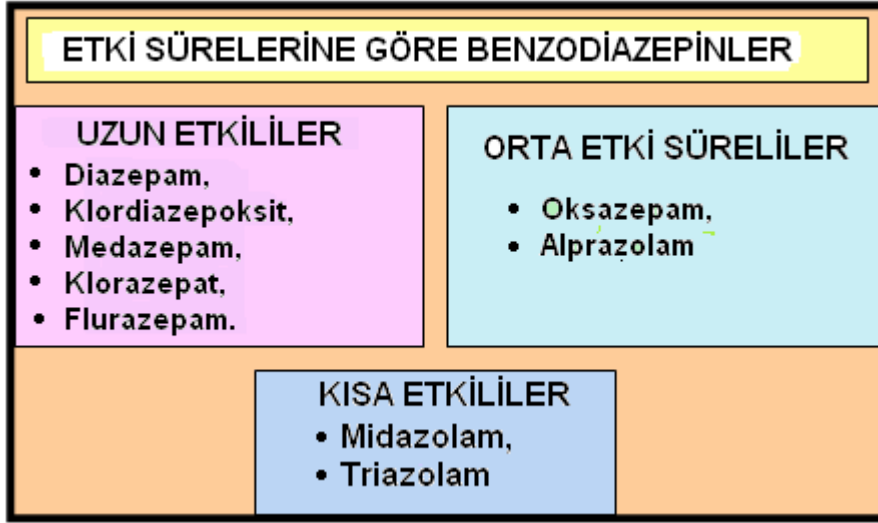 ETKİ SÜRELERİNE GÖRE BENZODİAZEPİNLER
UZUN ETKİLİLER
• Diazepam,
• Klordiazepoksit,
• Medazepam,
• Klorazepat,
• Flurazepam.
ORTA ETKİ SÜRELİLER
• Oksazepam,
• Alprazolam
KISA ETKİLİLER
• Midazolam,
• Triazolam